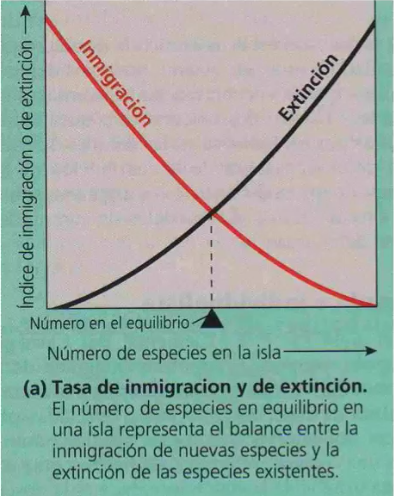 Índice de inmigración o de extinción
Inmigración
Extinción
Número en el equilibrio
Número de especies en la isla
(a) Tasa de inmigracion y de extinción.
El número de especies en equilibrio en
una isla representa el balance entre la
inmigración de nuevas especies y la
extinción de las especies existentes.